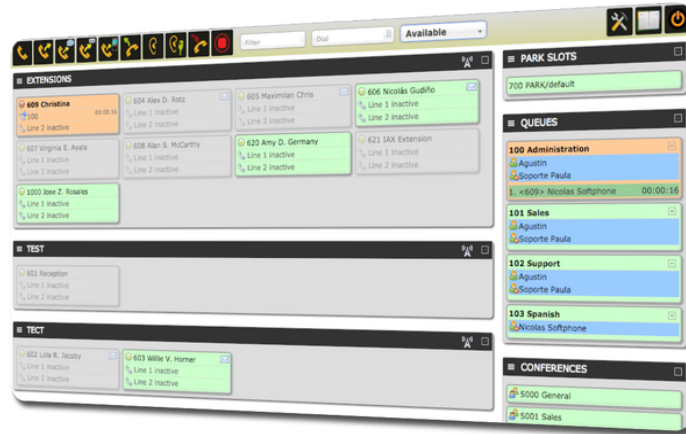 Filter
Dial
Available
EXTENSIONS
609 Christina
100 00:00:16
Line 2 inactive
604 Alex D. Rotz
Line 1 inactive
Line 2 inactive
605 Maximilan Chris
Line 1 inactive
Line 2 inactive
606 Nicolás Gudiño
Line 1 inactive
Line 2 inactive
607 Virginia E. Ayala
Line 1 inactive
Line 2 inactive
608 Alan S. McCarthy
Line 1 inactive
Line 2 inactive
620 Amy D. Germany
Line 1 inactive
Line 2 inactive
621 IAX Extension
Line 1 inactive
Line 2 inactive
1000 Jose Z. Rosales
Line 1 inactive
Line 2 inactive
TEST
601 Reception
Line 1 inactive
Line 2 inactive
TECT
602 Lola R. Jacoby
Line 1 inactive
Line 2 inactive
603 Willie V. Horner
Line 1 inactive
Line 2 inactive
PARK SLOTS
700 PARK/default
QUEUES
100 Administration
Agustin
Soporte Paula
1. <609> Nicolas Softphone 00:00:16
101 Sales
Agustin
Soporte Paula
102 Support
Agustin
Soporte Paula
103 Spanish
Nicolas Softphone
CONFERENCES
5000 General
5001 Sales